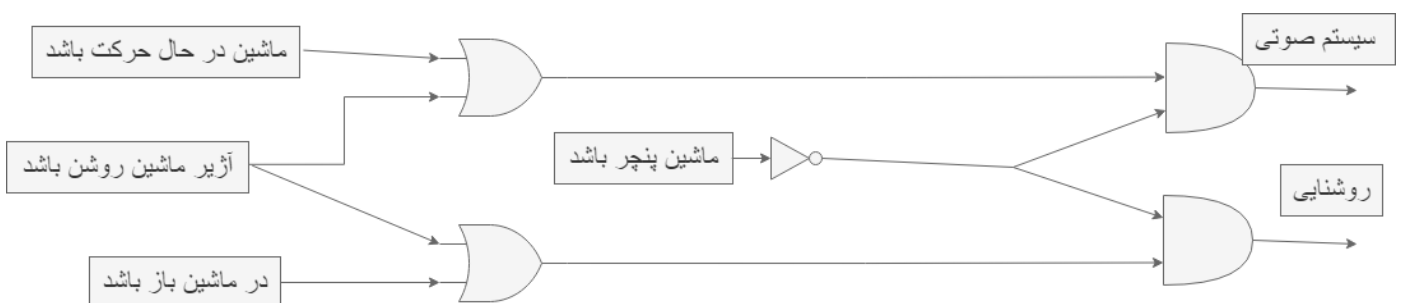 ماشین در حال حرکت باشد
سیستم صوتی
آژیر ماشین روشن باشد
ماشین پنچر باشد
روشنایی
در ماشین باز باشد